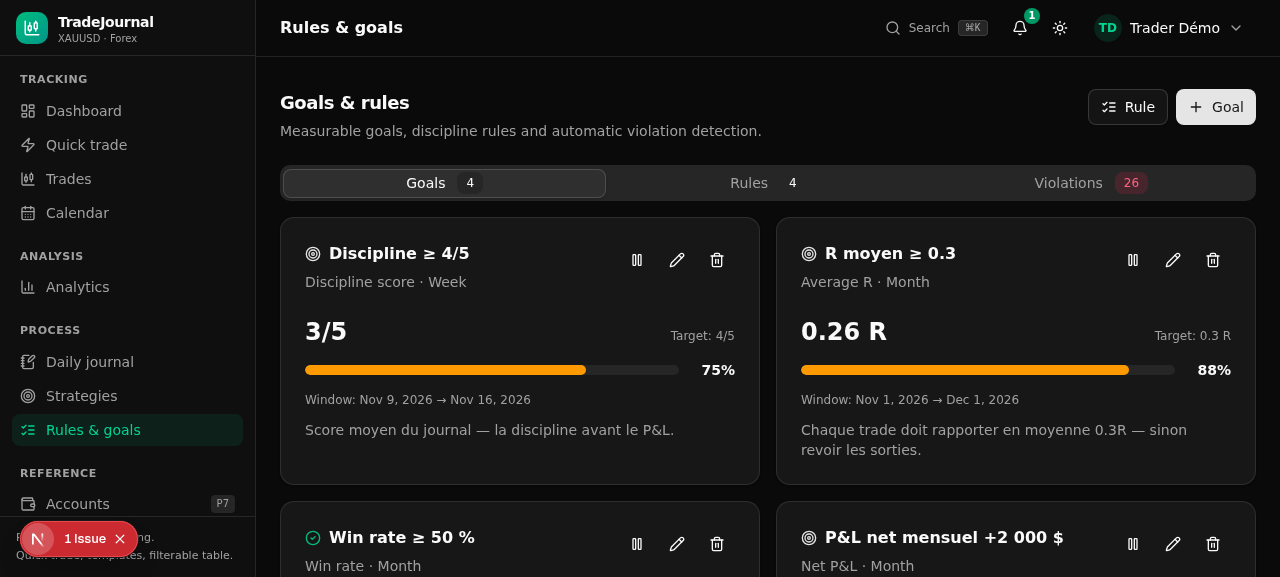 TradeJournal
XAUUSD · Forex
TRACKING
Dashboard
Quick trade
Trades
Calendar
ANALYSIS
Analytics
PROCESS
Daily journal
Strategies
Rules & goals
REFERENCE
Accounts P7
1 Issue
Rules & goals
Search ⌘K
1
TD Trader Démo
Goals & rules
Measurable goals, discipline rules and automatic violation detection.
Rule
Goal
Goals 4
Rules 4
Violations 26
Discipline ≥ 4/5
Discipline score · Week
3/5
Target: 4/5
75%
Window: Nov 9, 2026 → Nov 16, 2026
Score moyen du journal — la discipline avant le P&L.
R moyen ≥ 0.3
Average R · Month
0.26 R
Target: 0.3 R
88%
Window: Nov 1, 2026 → Dec 1, 2026
Chaque trade doit rapporter en moyenne 0.3R — sinon
revoir les sorties.
Win rate ≥ 50 %
Win rate · Month
P&L net mensuel +2 000 $
Net P&L · Month
filterable table.